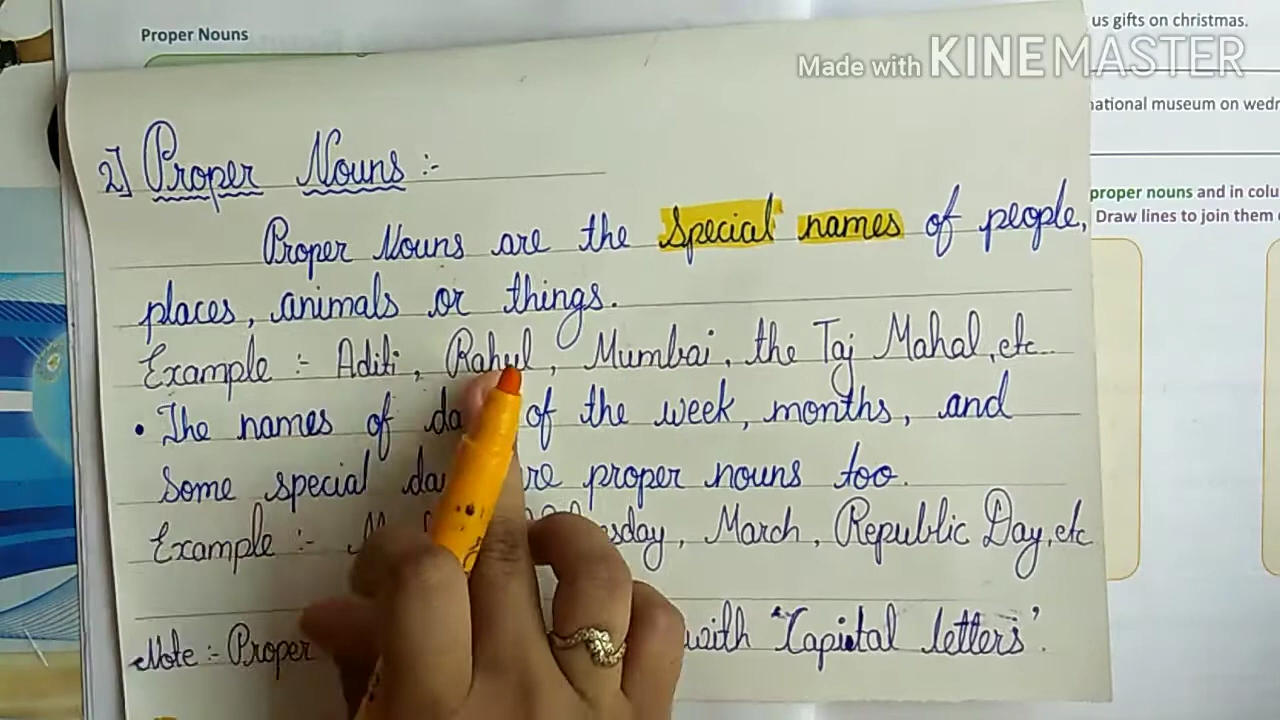 Proper Nouns
us gifts on christmas.
Made with KINEMASTER
national museum on
2] Proper Nouns :-
Proper Nouns are the special names of people,
places, animals or things.
Example :- Aditi, Rahul, Mumbai, the Taj Mahal, etc..
• The names of of the week, months, and
some special proper nouns too.
Example :- March, Republic Day, etc
Note :- Proper with "Capital letters'.
proper nouns and in
Draw lines to join them